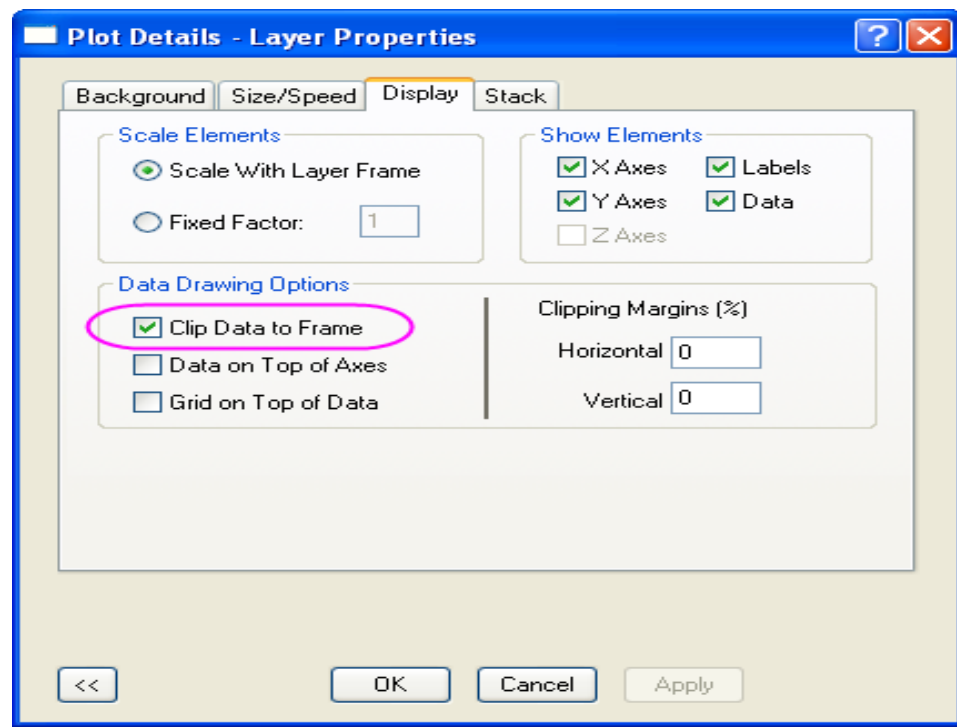 Plot Details - Layer Properties
?
Background Size/Speed Display Stack
Scale Elements
Scale With Layer Frame
Fixed Factor: 1
Show Elements
X Axes Labels
Y Axes Data
Z Axes
Data Drawing Options
Clip Data to Frame
Data on Top of Axes
Grid on Top of Data
Clipping Margins (%)
Horizontal 0
Vertical 0
<< OK Cancel Apply